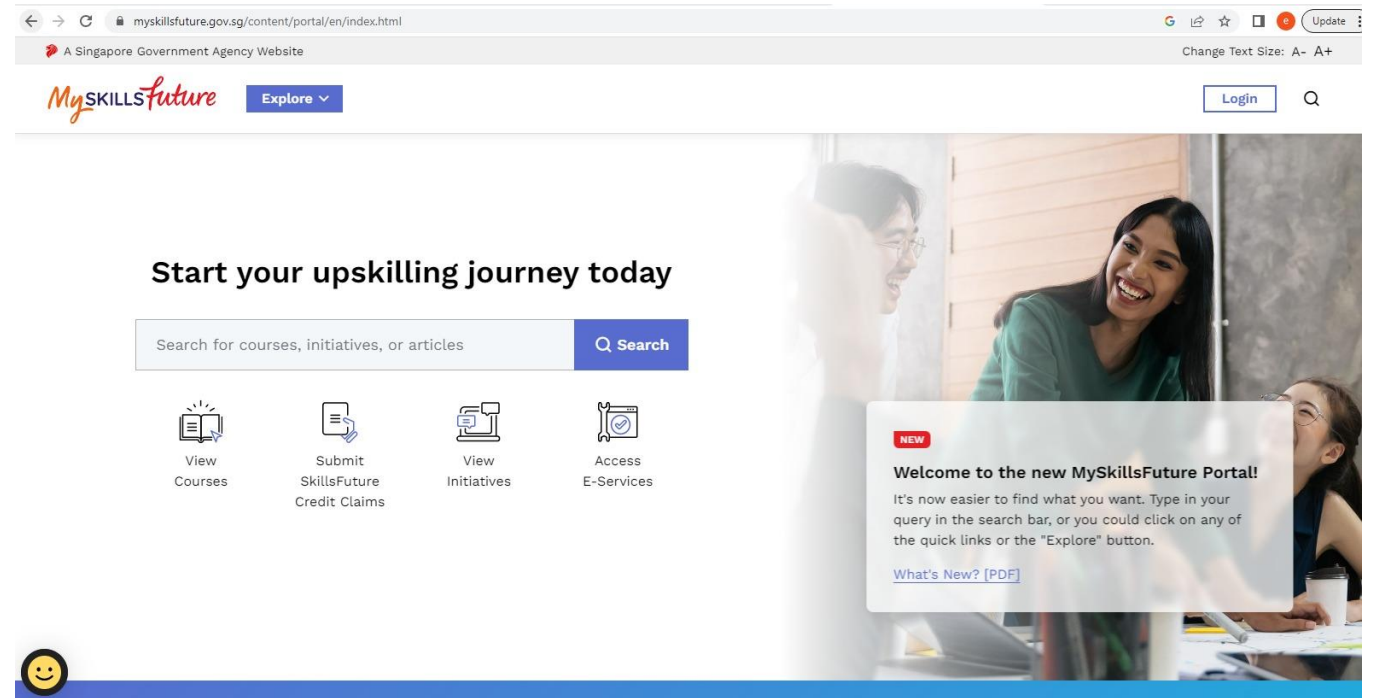 myskillsfuture.gov.sg/content/portal/en/index.html
G
e
Update
A Singapore Government Agency Website
Change Text Size: A- A+
MySKILLSfuture
Explore
Login
Start your upskilling journey today
Search for courses, initiatives, or articles
Search
View
Courses
Submit
SkillsFuture
Credit Claims
View
Initiatives
Access
E-Services
NEW
Welcome to the new MySkillsFuture Portal!
It's now easier to find what you want. Type in your
query in the search bar, or you could click on any of
the quick links or the "Explore" button.
What's New? [PDF]